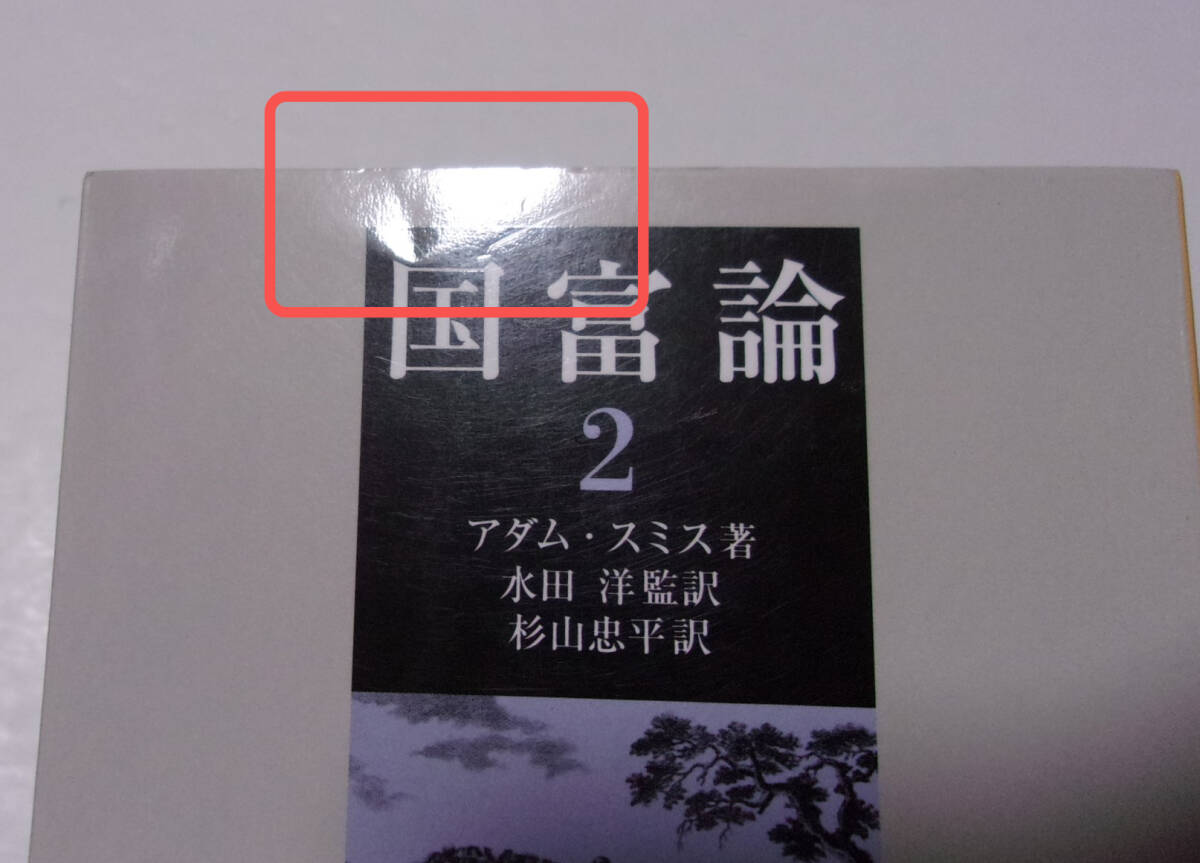 国富論
2
アダム・スミス著
水田 洋監訳
杉山忠平訳